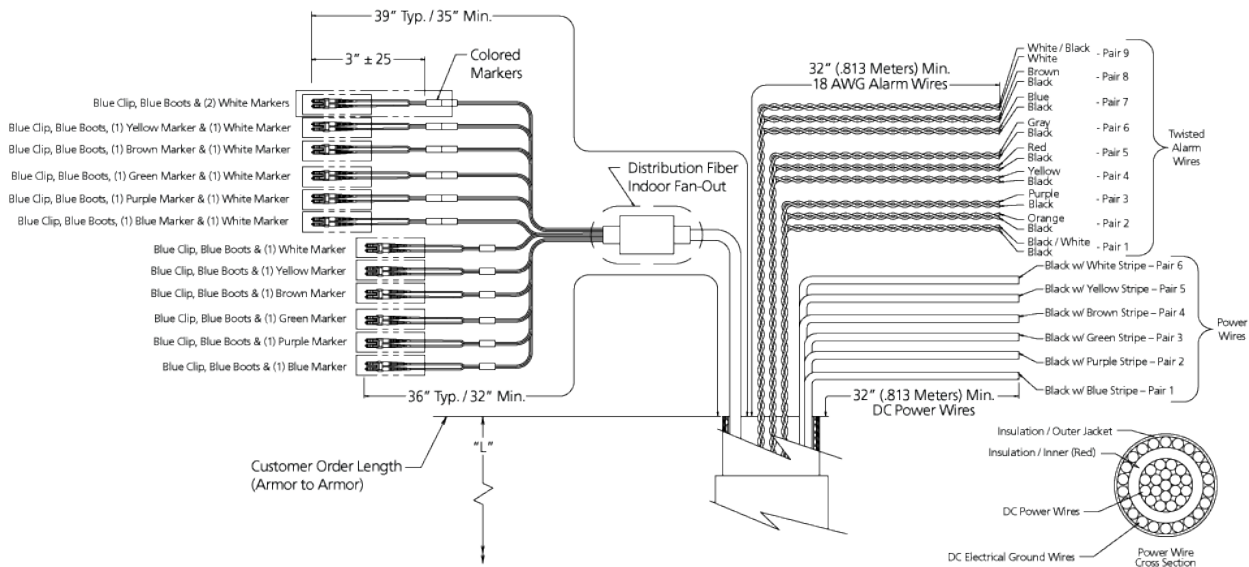 39" Typ. / 35" Min.
3" ± 25
Colored
Markers
Blue Clip, Blue Boots & (2) White Markers
Blue Clip, Blue Boots, (1) Yellow Marker & (1) White Marker
Blue Clip, Blue Boots, (1) Brown Marker & (1) White Marker
Blue Clip, Blue Boots, (1) Green Marker & (1) White Marker
Blue Clip, Blue Boots, (1) Purple Marker & (1) White Marker
Blue Clip, Blue Boots, (1) Blue Marker & (1) White Marker
Blue Clip, Blue Boots & (1) White Marker
Blue Clip, Blue Boots & (1) Yellow Marker
Blue Clip, Blue Boots & (1) Brown Marker
Blue Clip, Blue Boots & (1) Green Marker
Blue Clip, Blue Boots & (1) Purple Marker
Blue Clip, Blue Boots & (1) Blue Marker
36" Typ. / 32" Min.
Distribution Fiber
Indoor Fan-Out
"L"
Customer Order Length
(Armor to Armor)
32" (.813 Meters) Min.
18 AWG Alarm Wires
White / Black
White
- Pair 9
Brown
Black
- Pair 8
Blue
Black
- Pair 7
Gray
Black
- Pair 6
Red
Black
- Pair 5
Yellow
Black
- Pair 4
Purple
Black
- Pair 3
Orange
Black
- Pair 2
Black / White
Black
- Pair 1
Twisted
Alarm
Wires
Black w/ White Stripe – Pair 6
Black w/ Yellow Stripe – Pair 5
Black w/ Brown Stripe – Pair 4
Black w/ Green Stripe – Pair 3
Black w/ Purple Stripe – Pair 2
Black w/ Blue Stripe – Pair 1
Power
Wires
32" (.813 Meters) Min.
DC Power Wires
Insulation / Outer Jacket
Insulation / Inner (Red)
DC Power Wires
DC Electrical Ground Wires
Power Wire
Cross Section